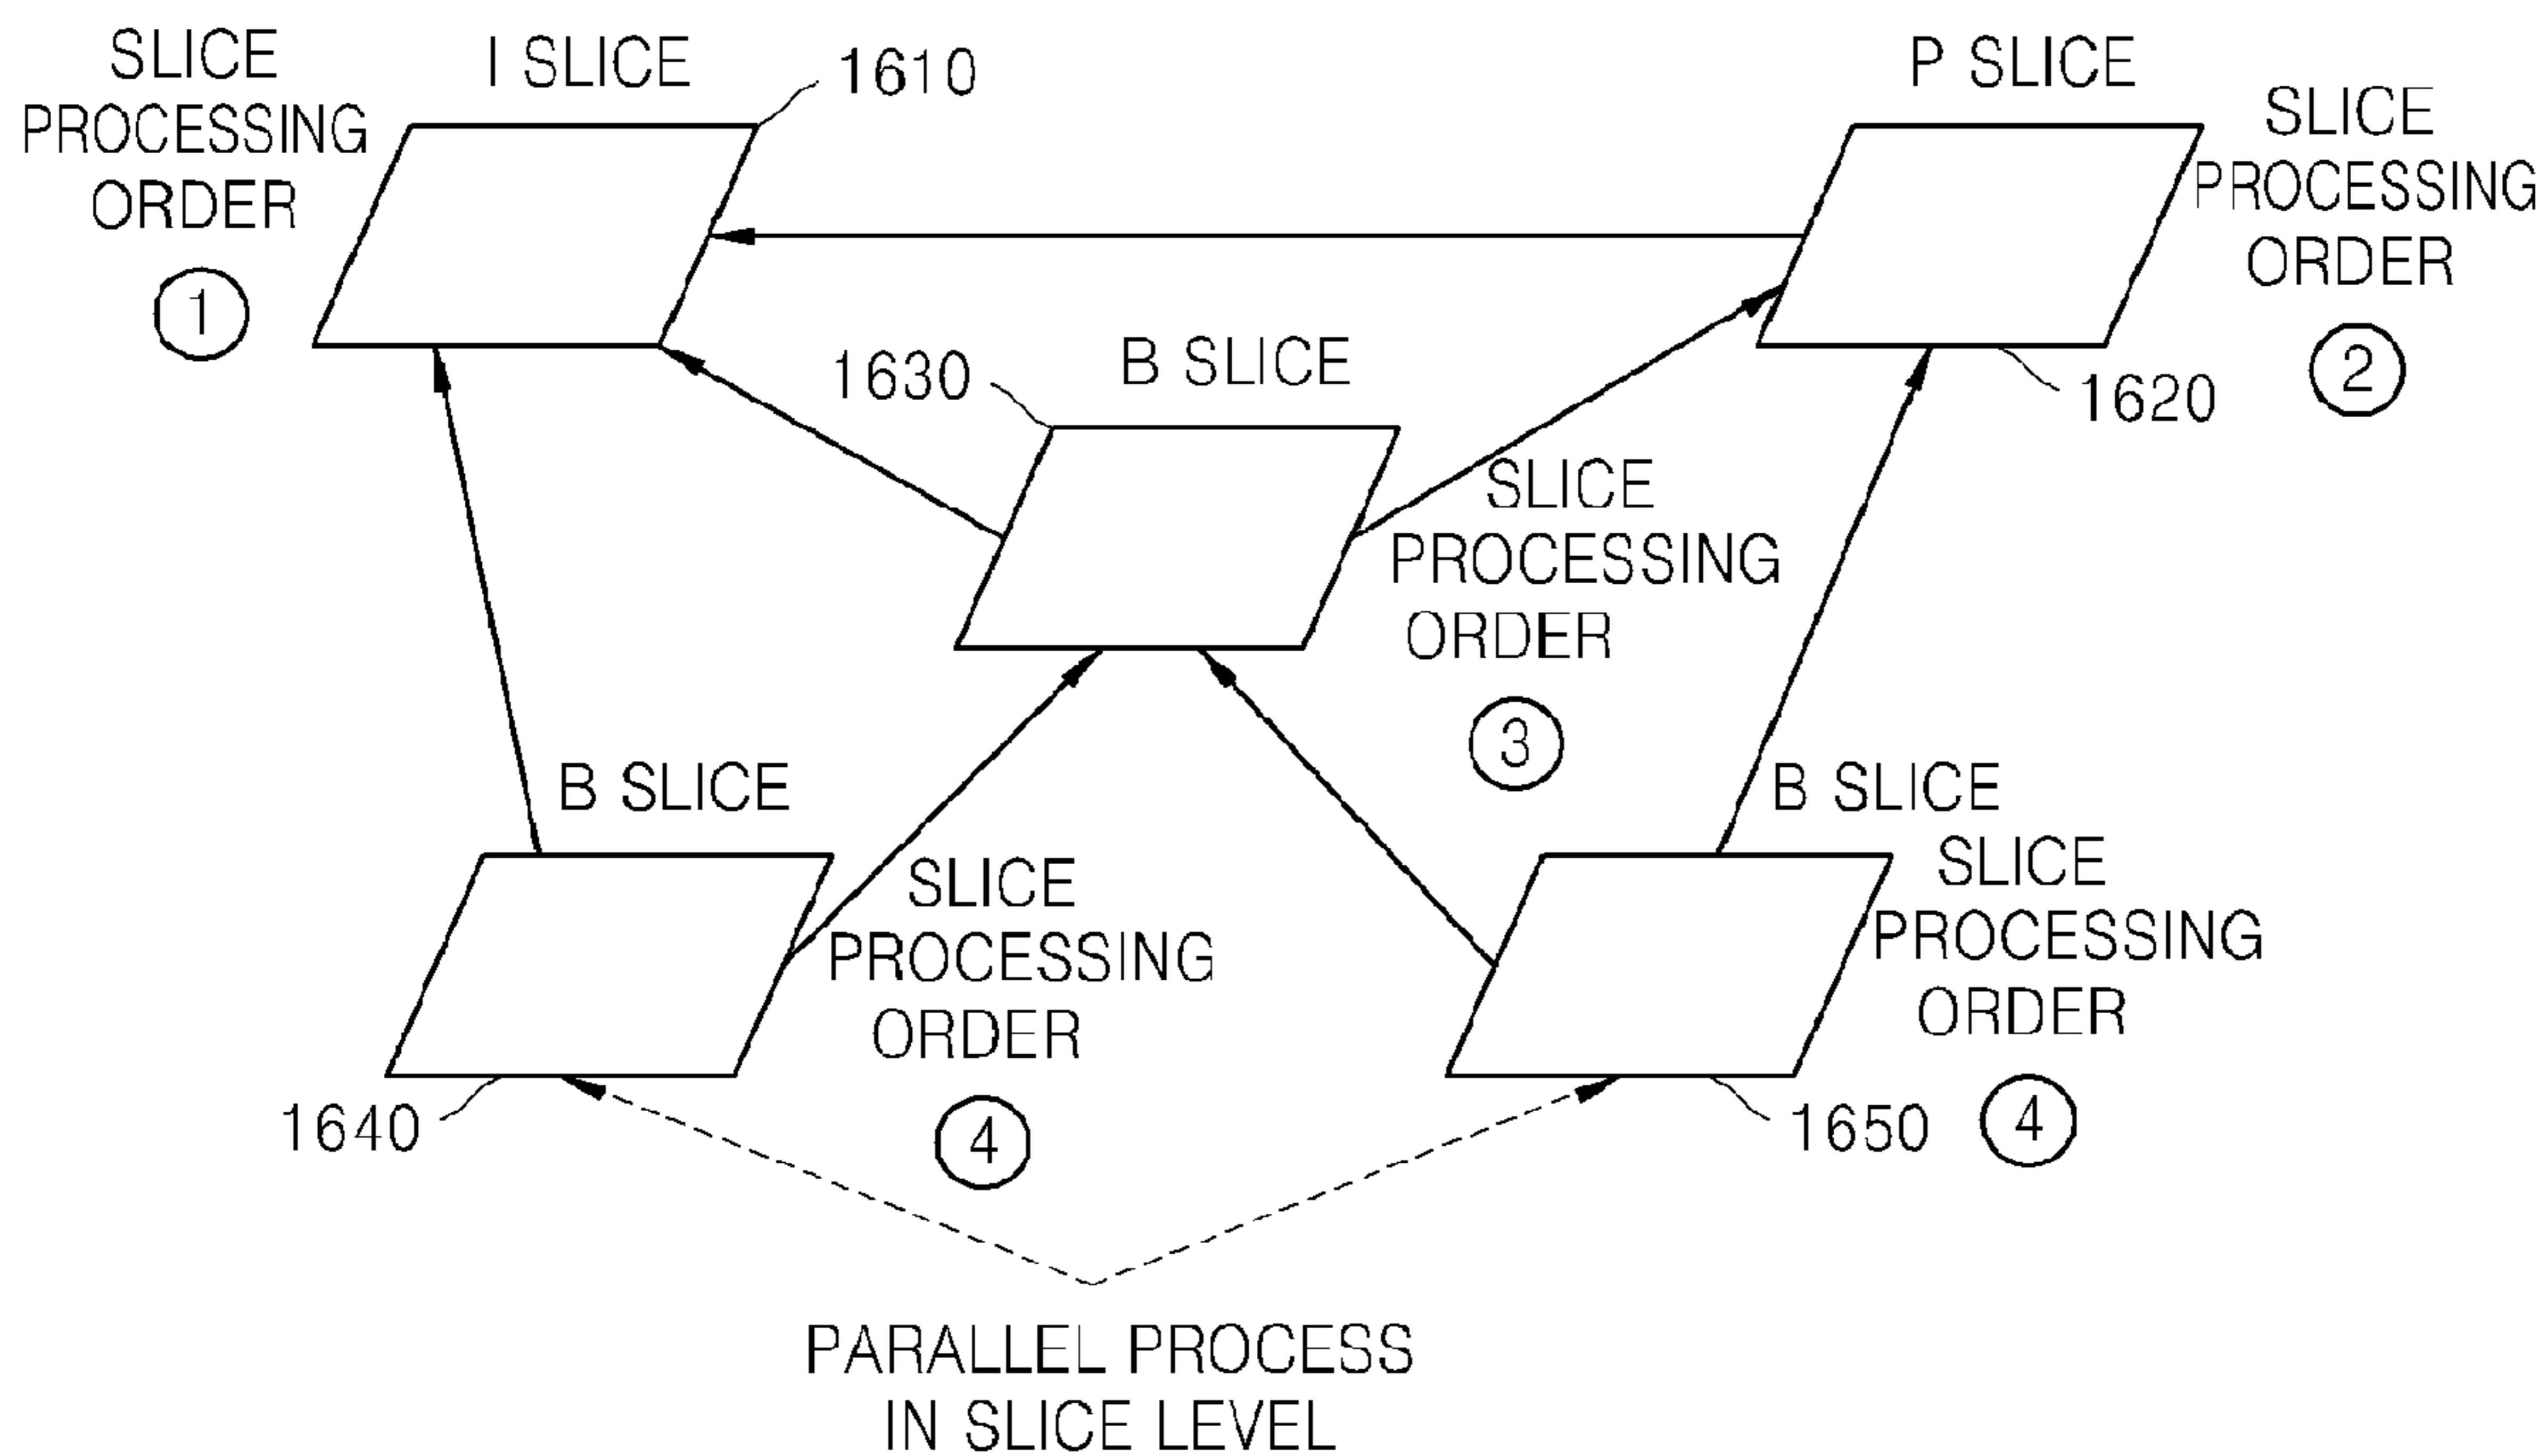 SLICE
PROCESSING
ORDER
1
I SLICE
1610
P SLICE
SLICE
PROCESSING
ORDER
2
1620
1630
B SLICE
SLICE
PROCESSING
ORDER
3
B SLICE
SLICE
PROCESSING
ORDER
4
1640
B SLICE
SLICE
PROCESSING
ORDER
4
1650
PARALLEL PROCESS
IN SLICE LEVEL